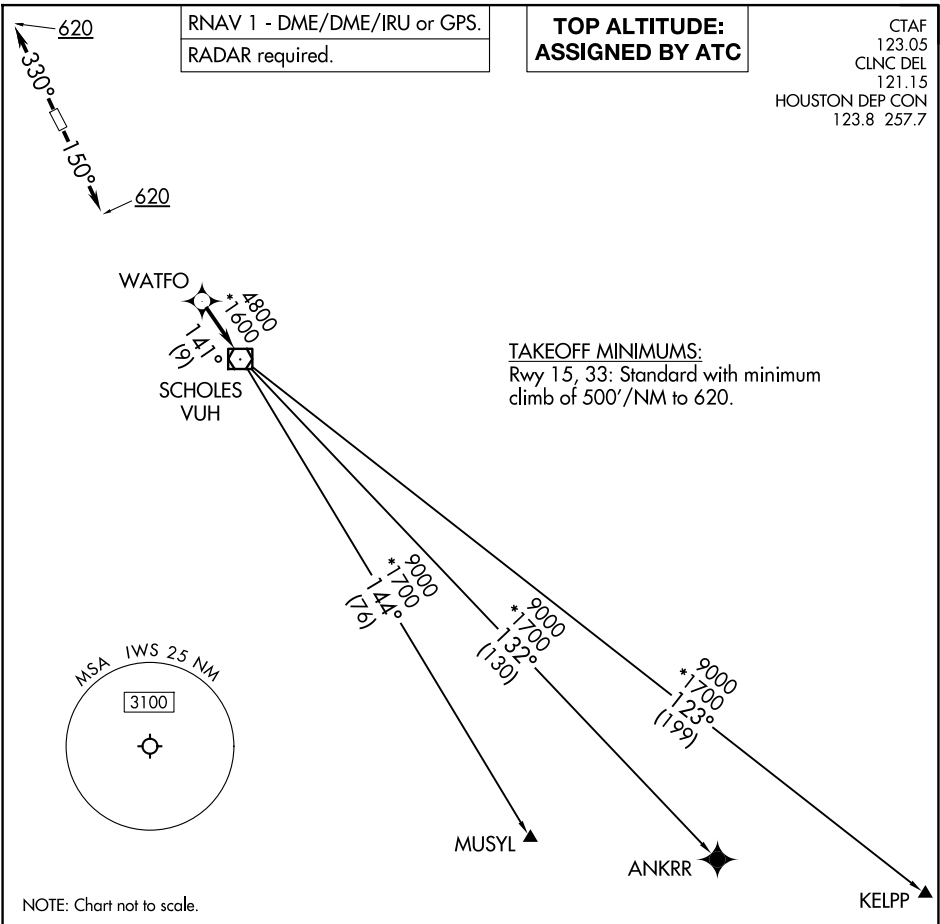 620
330°
150°
620
RNAV 1 - DME/DME/IRU or GPS.
RADAR required.
TOP ALTITUDE:
ASSIGNED BY ATC
CTAF
123.05
CLNC DEL
121.15
HOUSTON DEP CON
123.8 257.7
WATFO
4800
*1600
141°
(9)
SCHOLES
VUH
TAKEOFF MINIMUMS:
Rwy 15, 33: Standard with minimum
climb of 500'/NM to 620.
9000
*1700
144°
(76)
9000
*1700
132°
(130)
9000
*1700
123°
(199)
MSA IWS 25 NM
3100
MUSYL
ANKRR
KELPP
NOTE: Chart not to scale.